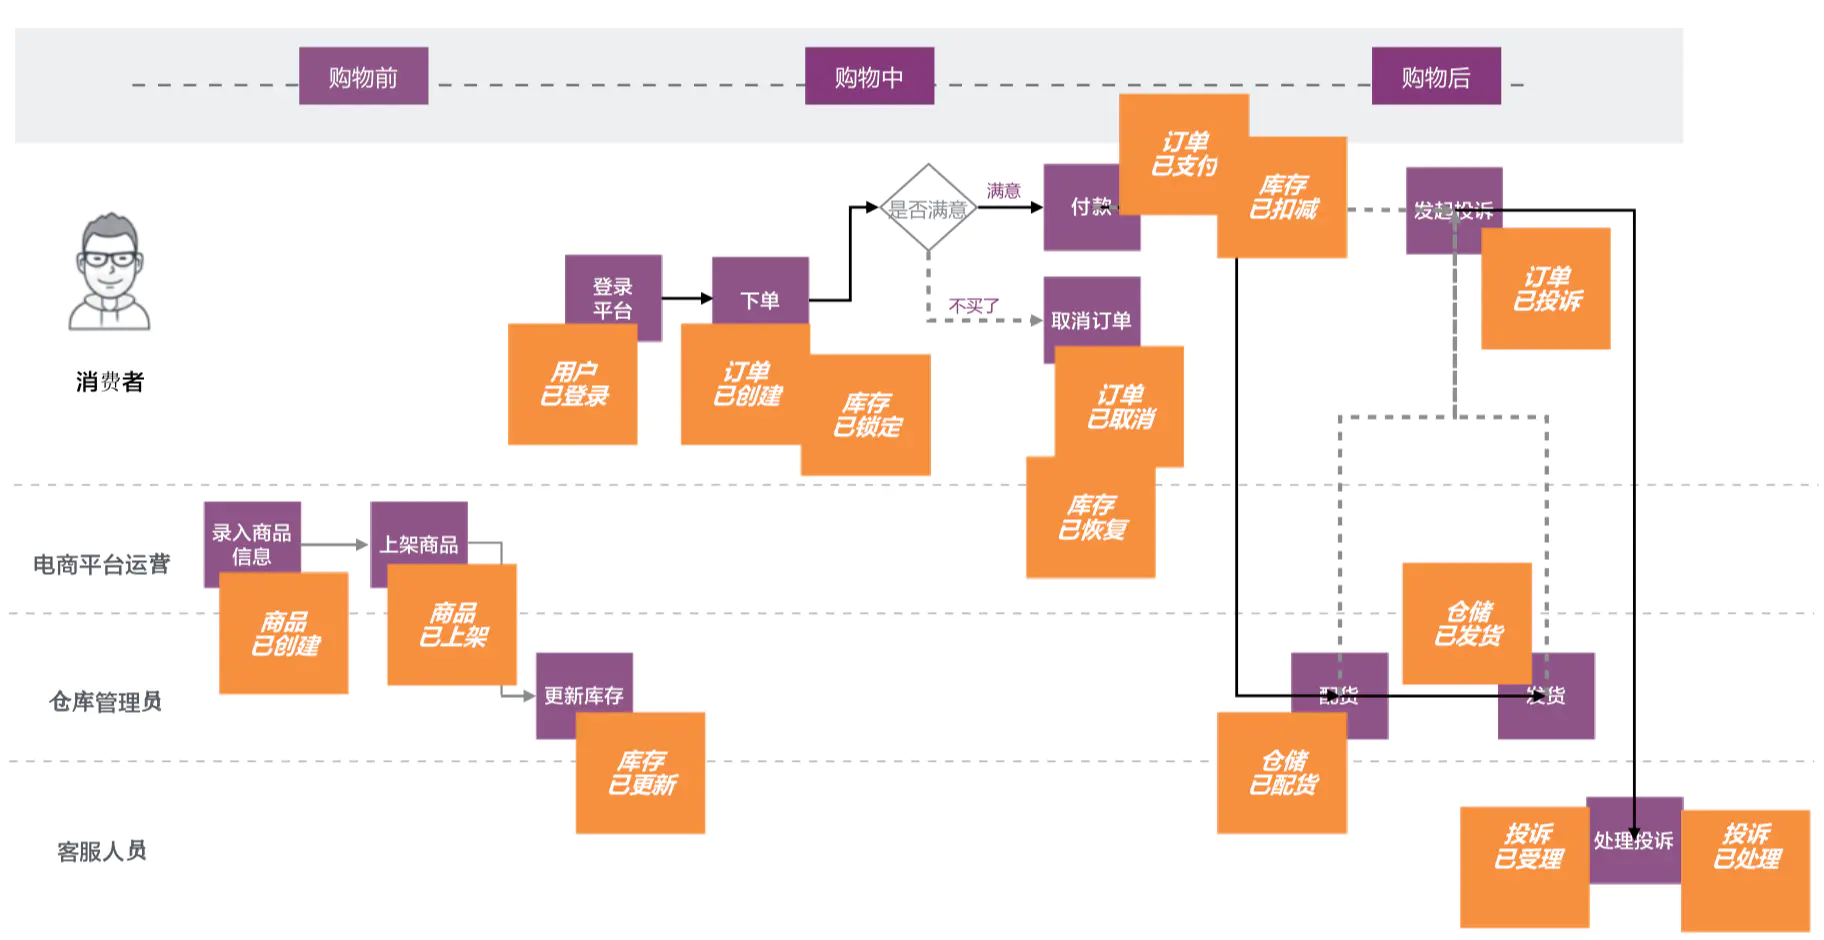 购物前
购物中
购物后
订单
已支付
库存
已扣减
是否满意
满意
付款
发起投诉
登录
平台
下单
不买了
取消订单
订单
已投诉
消费者
用户
已登录
订单
已创建
库存
已锁定
订单
已取消
库存
已恢复
电商平台运营
录入商品
信息
上架商品
商品
已创建
商品
已上架
仓储
已发货
仓库管理员
更新库存
配货
发货
库存
已更新
仓储
已配货
客服人员
投诉
已受理
处理投诉
投诉
已处理